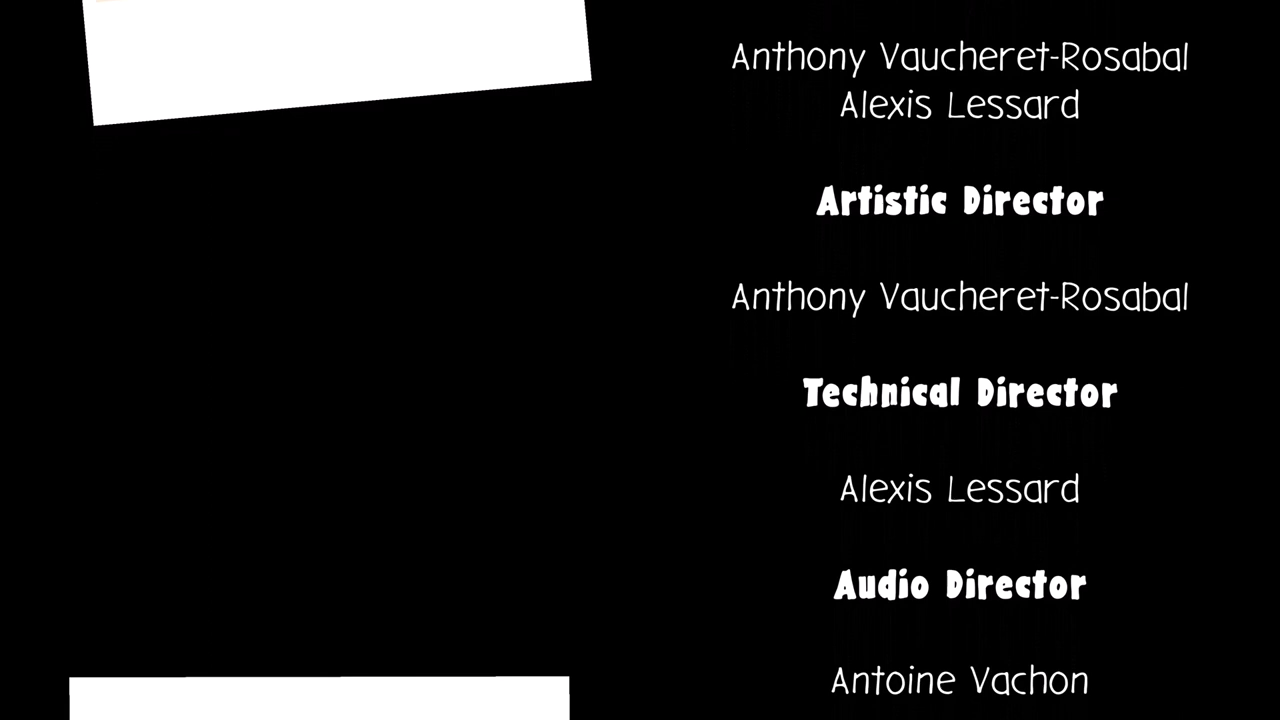 Anthony Vaucheret-Rosabal
Alexis Lessard
Artistic Director
Anthony Vaucheret-Rosabal
Technical Director
Alexis Lessard
Audio Director
Antoine Vachon